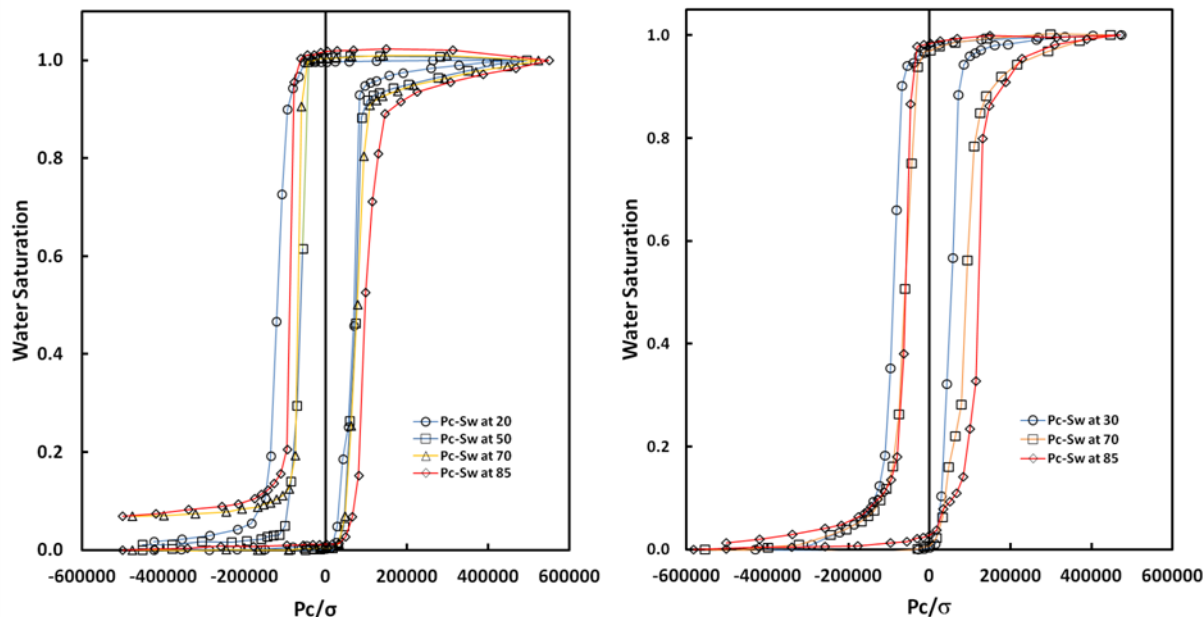 Water Saturation
1.0
0.8
0.6
0.4
0.2
0.0
Pc-Sw at 20
Pc-Sw at 50
Pc-Sw at 70
Pc-Sw at 85
-600000 -400000 -200000 0 200000 400000 600000
Pc/σ
Water Saturation
1.0
0.8
0.6
0.4
0.2
0.0
Pc-Sw at 30
Pc-Sw at 70
Pc-Sw at 85
-600000 -400000 -200000 0 200000 400000 600000
Pc/σ